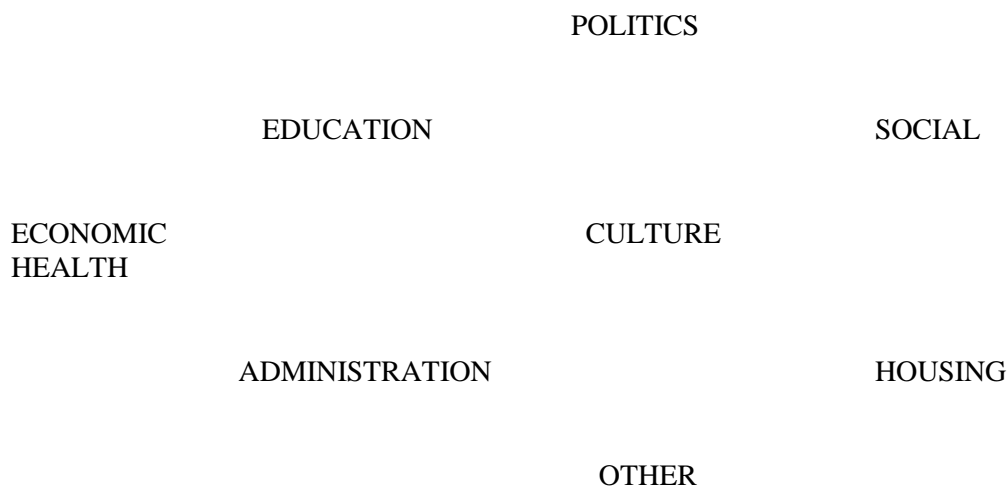 POLITICS
EDUCATION SOCIAL
ECONOMIC CULTURE
HEALTH
ADMINISTRATION HOUSING
OTHER